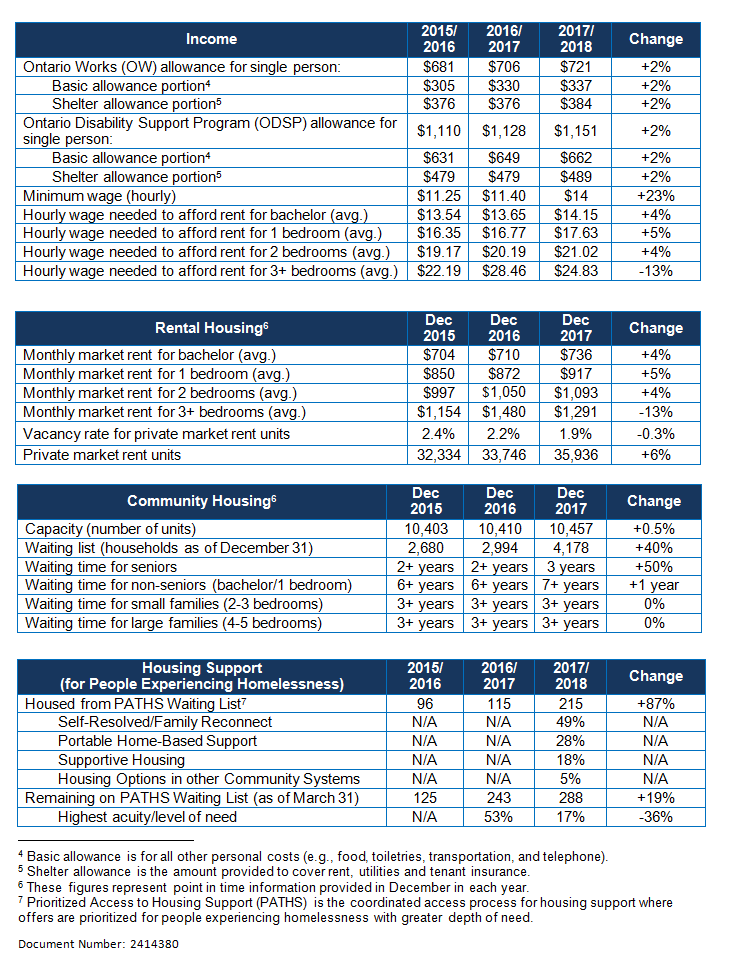 Income 2015/ 2016 2016/ 2017 2017/ 2018 Change
Ontario Works (OW) allowance for single person: $681 $706 $721 +2%
Basic allowance portion⁴ $305 $330 $337 +2%
Shelter allowance portion⁵ $376 $376 $384 +2%
Ontario Disability Support Program (ODSP) allowance for
single person: $1,110 $1,128 $1,151 +2%
Basic allowance portion⁴ $631 $649 $662 +2%
Shelter allowance portion⁵ $479 $479 $489 +2%
Minimum wage (hourly) $11.25 $11.40 $14 +23%
Hourly wage needed to afford rent for bachelor (avg.) $13.54 $13.65 $14.15 +4%
Hourly wage needed to afford rent for 1 bedroom (avg.) $16.35 $16.77 $17.63 +5%
Hourly wage needed to afford rent for 2 bedrooms (avg.) $19.17 $20.19 $21.02 +4%
Hourly wage needed to afford rent for 3+ bedrooms (avg.) $22.19 $28.46 $24.83 -13%
Rental Housing⁶ Dec 2015 Dec 2016 Dec 2017 Change
Monthly market rent for bachelor (avg.) $704 $710 $736 +4%
Monthly market rent for 1 bedroom (avg.) $850 $872 $917 +5%
Monthly market rent for 2 bedrooms (avg.) $997 $1,050 $1,093 +4%
Monthly market rent for 3+ bedrooms (avg.) $1,154 $1,480 $1,291 -13%
Vacancy rate for private market rent units 2.4% 2.2% 1.9% -0.3%
Private market rent units 32,334 33,746 35,936 +6%
Community Housing⁶ Dec 2015 Dec 2016 Dec 2017 Change
Capacity (number of units) 10,403 10,410 10,457 +0.5%
Waiting list (households as of December 31) 2,680 2,994 4,178 +40%
Waiting time for seniors 2+ years 2+ years 3 years +50%
Waiting time for non-seniors (bachelor/1 bedroom) 6+ years 6+ years 7+ years +1 year
Waiting time for small families (2-3 bedrooms) 3+ years 3+ years 3+ years 0%
Waiting time for large families (4-5 bedrooms) 3+ years 3+ years 3+ years 0%
Housing Support
(for People Experiencing Homelessness) 2015/ 2016 2016/ 2017 2017/ 2018 Change
Housed from PATHS Waiting List⁷ 96 115 215 +87%
Self-Resolved/Family Reconnect N/A N/A 49% N/A
Portable Home-Based Support N/A N/A 28% N/A
Supportive Housing N/A N/A 18% N/A
Housing Options in other Community Systems N/A N/A 5% N/A
Remaining on PATHS Waiting List (as of March 31) 125 243 288 +19%
Highest acuity/level of need N/A 53% 17% -36%
⁴ Basic allowance is for all other personal costs (e.g., food, toiletries, transportation, and telephone).
⁵ Shelter allowance is the amount provided to cover rent, utilities and tenant insurance.
⁶ These figures represent point in time information provided in December in each year.
⁷ Prioritized Access to Housing Support (PATHS) is the coordinated access process for housing support where
offers are prioritized for people experiencing homelessness with greater depth of need.
Document Number: 2414380